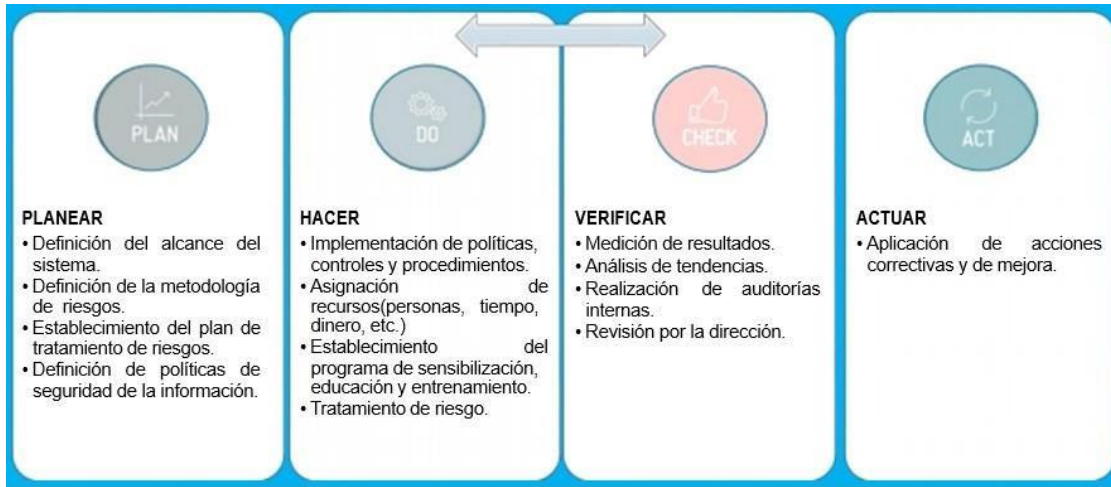 PLAN
PLANEAR
• Definición del alcance del
sistema.
• Definición de la metodología
de riesgos.
• Establecimiento del plan de
tratamiento de riesgos.
• Definición de políticas de
seguridad de la información.
DO
HACER
• Implementación de políticas,
controles y procedimientos.
• Asignación de
recursos(personas, tiempo,
dinero, etc.)
• Establecimiento del
programa de sensibilización,
educación y entrenamiento.
• Tratamiento de riesgo.
CHECK
VERIFICAR
• Medición de resultados.
• Análisis de tendencias.
• Realización de auditorías
internas.
• Revisión por la dirección.
ACT
ACTUAR
• Aplicación de acciones
correctivas y de mejora.